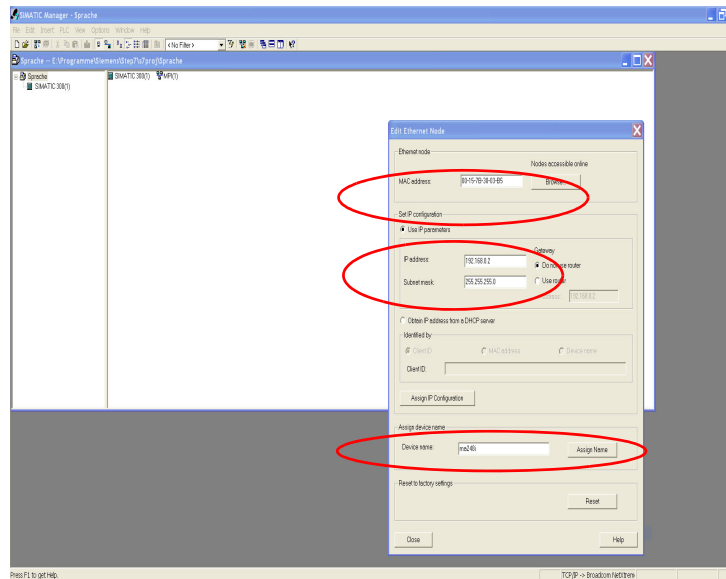 SIMATIC Manager - Sprache
File Edit Insert PLC View Options Window Help
< No Filter >
Sprache -- E:\Programme\Siemens\Step7\s7proj\Sprache
Sprache
SIMATIC 300(1)
SIMATIC 300(1) MPI(1)
Edit Ethernet Node
Ethernet node
Nodes accessible online
MAC address: 00-15-7B-30-03-B5 Browse...
Set IP configuration
Use IP parameters
Gateway
IP address: 192.168.0.2 Do not use router
Subnet mask: 255.255.255.0 Use router
192.168.0.2
Obtain IP address from a DHCP server
Identified by
Client ID MAC address Device name
Client ID:
Assign IP Configuration
Assign device name
Device name: ma248i Assign Name
Reset to factory settings
Reset
Close Help
Press F1 to get Help. TCP/IP -> Broadcom NetXtreme